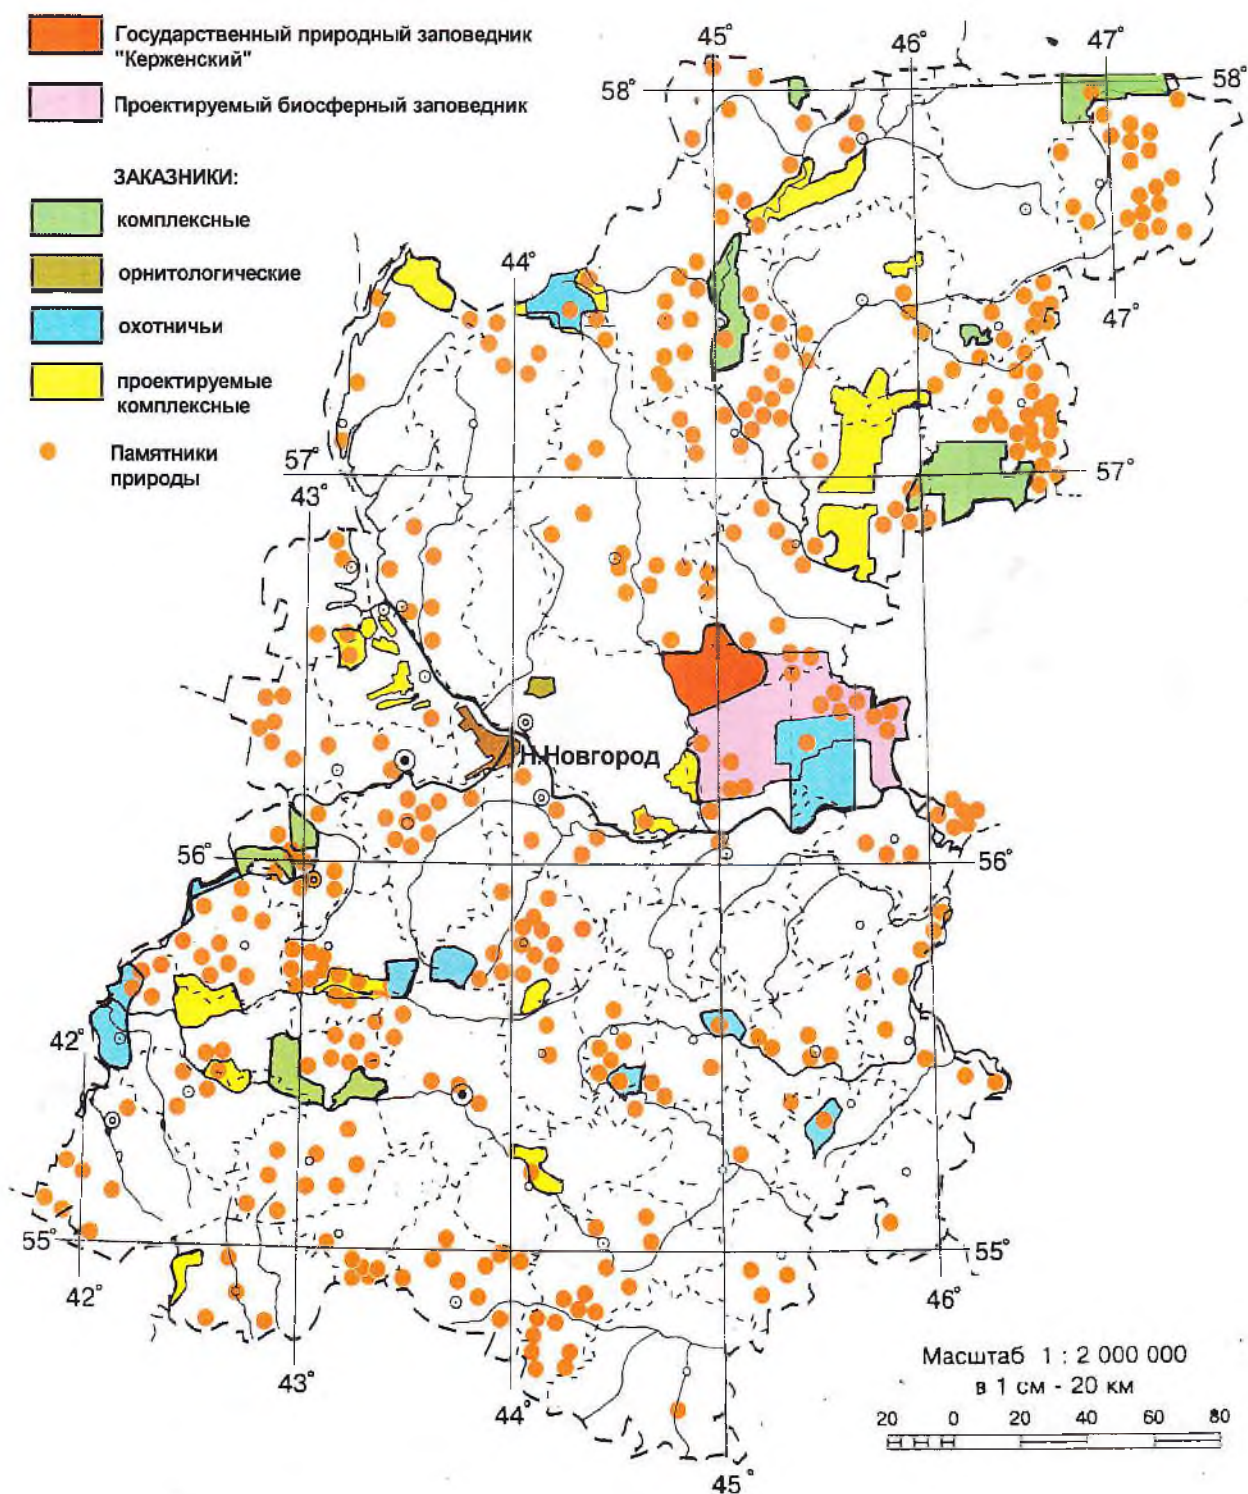 Государственный природный заповедник
"Керженский"
Проектируемый биосферный заповедник
ЗАКАЗНИКИ:
комплексные
орнитологические
охотничьи
проектируемые
комплексные
Памятники
природы
45°
46°
47°
58°
58°
44°
47°
57°
57°
43°
Н.Новгород
56°
56°
42°
55°
55°
42°
46°
43°
44°
45°
Масштаб 1 : 2 000 000
в 1 см - 20 км
20 0 20 40 60 80